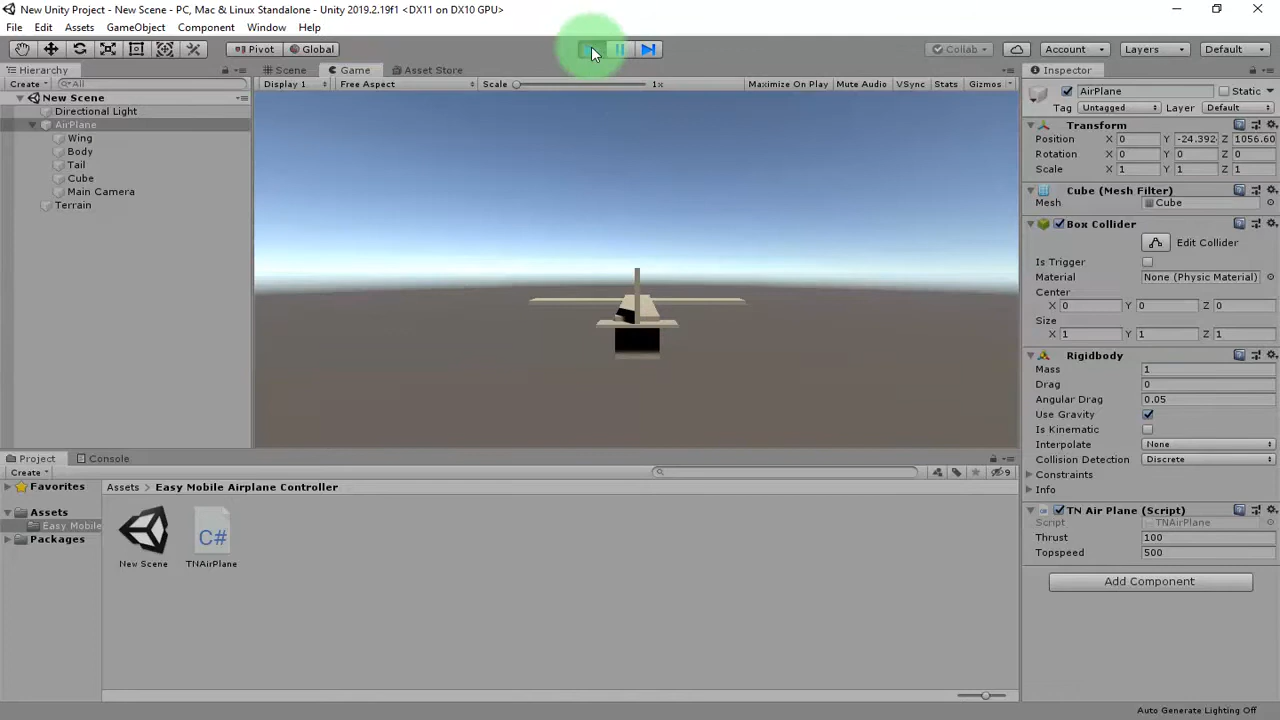 New Unity Project - New Scene - PC, Mac & Linux Standalone - Unity 2019.2.19f1 <DX11 on DX10 GPU>
File Edit Assets GameObject Component Window Help
Pivot Global Collab Account Layers Default
Hierarchy Scene Game Asset Store Inspector
Create All Display 1 Free Aspect Scale 1x Maximize On Play Mute Audio VSync Stats Gizmos AirPlane Static
New Scene
Tag Untagged Layer Default
Directional Light
AirPlane Transform
Wing Position X 0 Y -24.392 Z 1056.60
Body Rotation X 0 Y 0 Z 0
Tail Scale X 1 Y 1 Z 1
Cube
Main Camera Cube (Mesh Filter)
Terrain Mesh Cube
Box Collider
Edit Collider
Is Trigger
Material None (Physic Material)
Center
X 0 Y 0 Z 0
Size
X 1 Y 1 Z 1
Rigidbody
Mass 1
Drag 0
Angular Drag 0.05
Use Gravity
Is Kinematic
Interpolate None
Collision Detection Discrete
Constraints
Info
TN Air Plane (Script)
Script TNAirPlane
Thrust 100
Topspeed 500
Add Component
Project Console
Create 9
Favorites Assets > Easy Mobile Airplane Controller
Assets
Easy Mobile
Packages
C#
New Scene TNAirPlane
Auto Generate Lighting Off